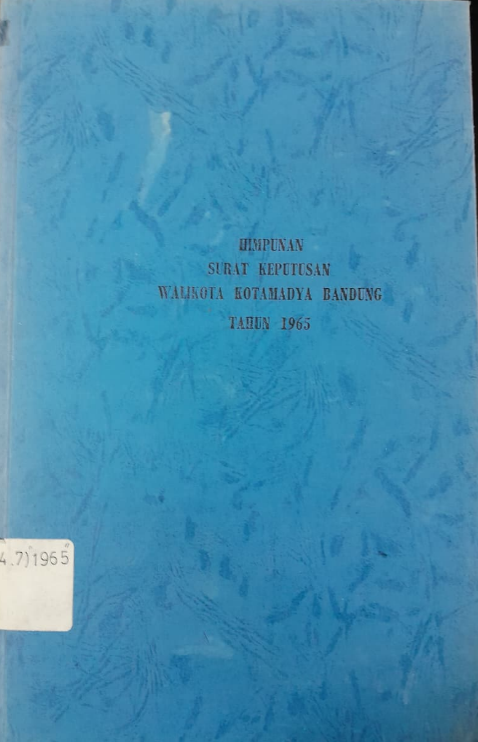 HIMPUNAN
SURAT KEPUTUSAN
WALIKOTA KOTAMADYA BANDUNG
TAHUN 1965
4.7)1965